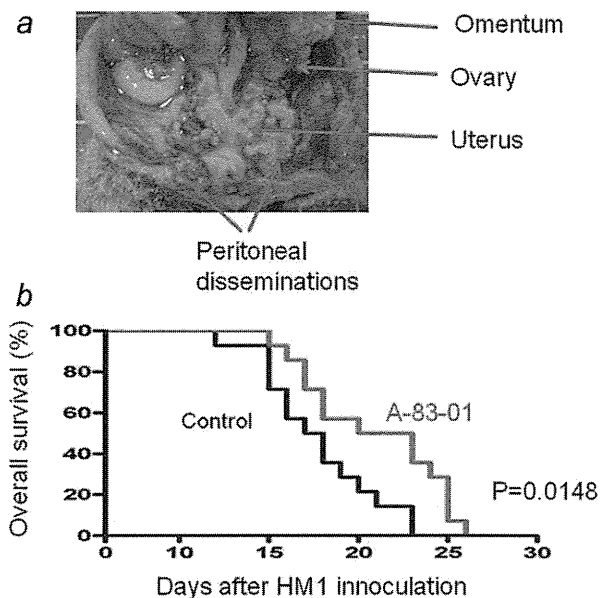 a
Omentum
Ovary
Uterus
Peritoneal
disseminations
b
Overall survival (%)
100
80
60
40
20
0
Control
A-83-01
P=0.0148
0 10 15 20 25 30
Days after HM1 innoculation